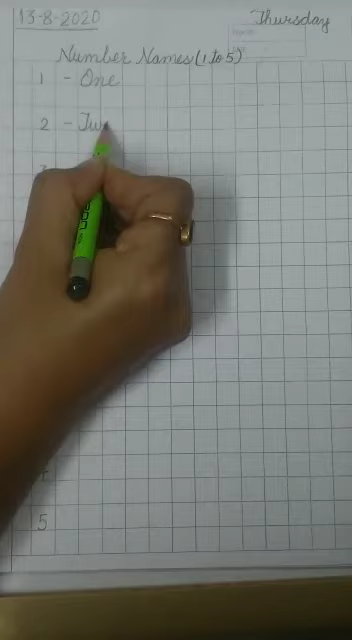 13-8-2020 Thursday
Number Names (1 to 5)
1 - One
2 - Tw
5